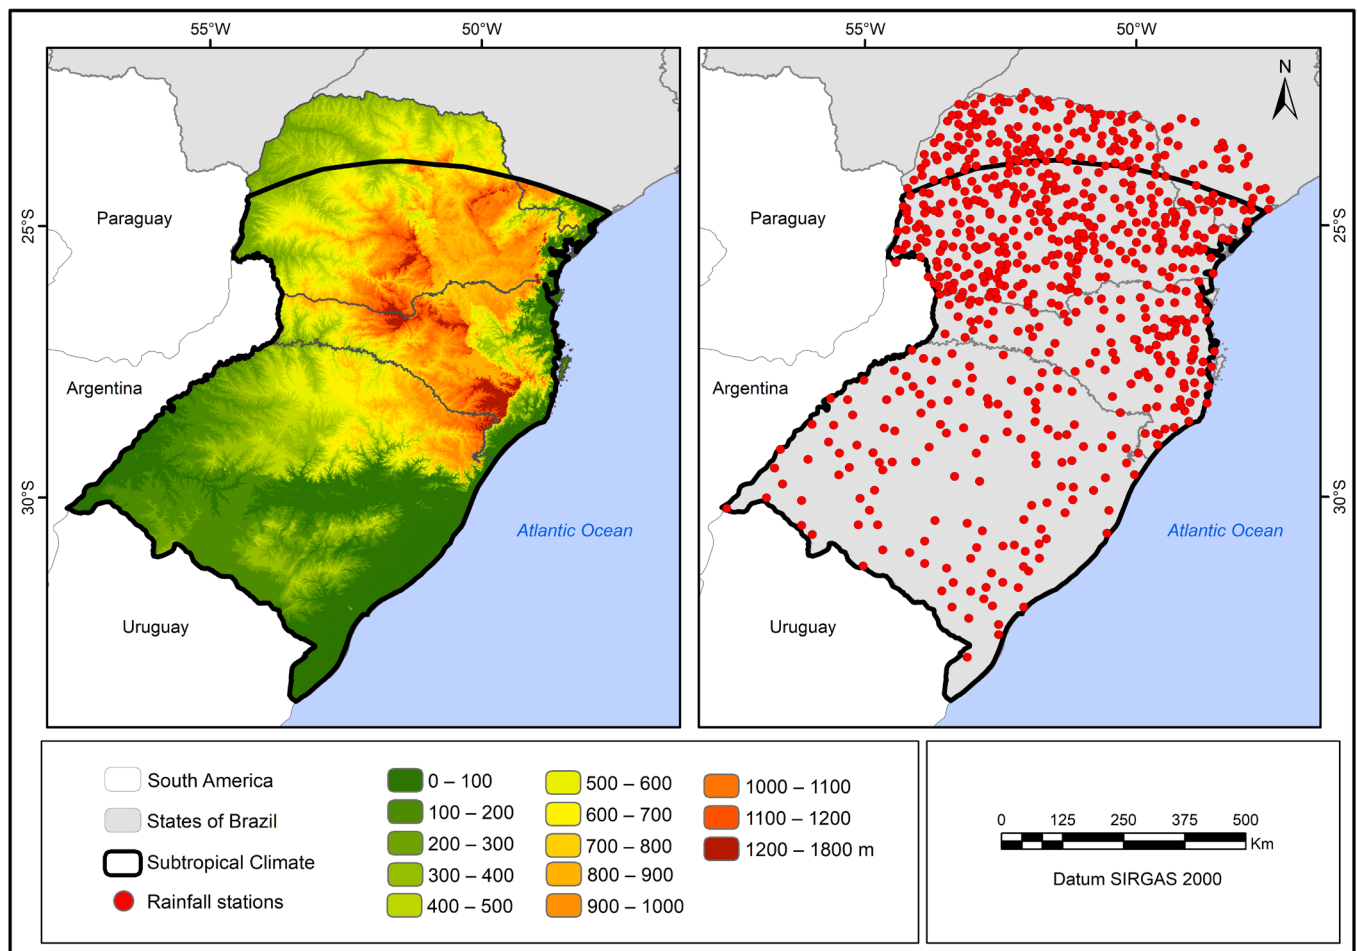 55°W
50°W
55°W
50°W
N
Paraguay
Paraguay
25°S
25°S
Argentina
Argentina
30°S
30°S
Atlantic Ocean
Atlantic Ocean
Uruguay
Uruguay
South America
States of Brazil
Subtropical Climate
Rainfall stations
0 – 100
100 – 200
200 – 300
300 – 400
400 – 500
500 – 600
600 – 700
700 – 800
800 – 900
900 – 1000
1000 – 1100
1100 – 1200
1200 – 1800 m
0 125 250 375 500
Km
Datum SIRGAS 2000